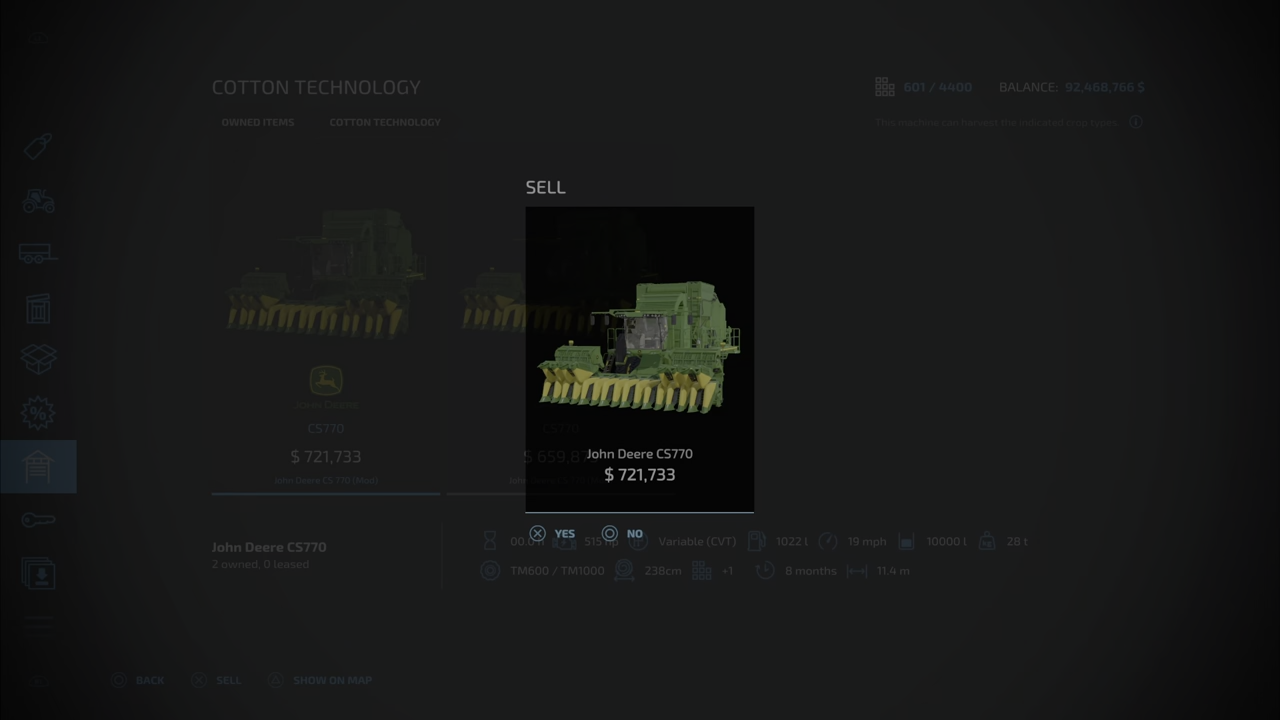 COTTON TECHNOLOGY
601 / 4400
BALANCE: 92,468,766 $
OWNED ITEMS
COTTON TECHNOLOGY
This machine can harvest the indicated crop types.
SELL
CS770
$ 721,733
John Deere CS 770 (Mod)
CS770
John Deere CS770
$ 721,733
YES
NO
John Deere CS770
2 owned, 0 leased
Variable (CVT)
1022 l
19 mph
10000 l
28 t
TM600 / TM1000
238cm
+1
8 months
11.4 m
BACK
SELL
SHOW ON MAP